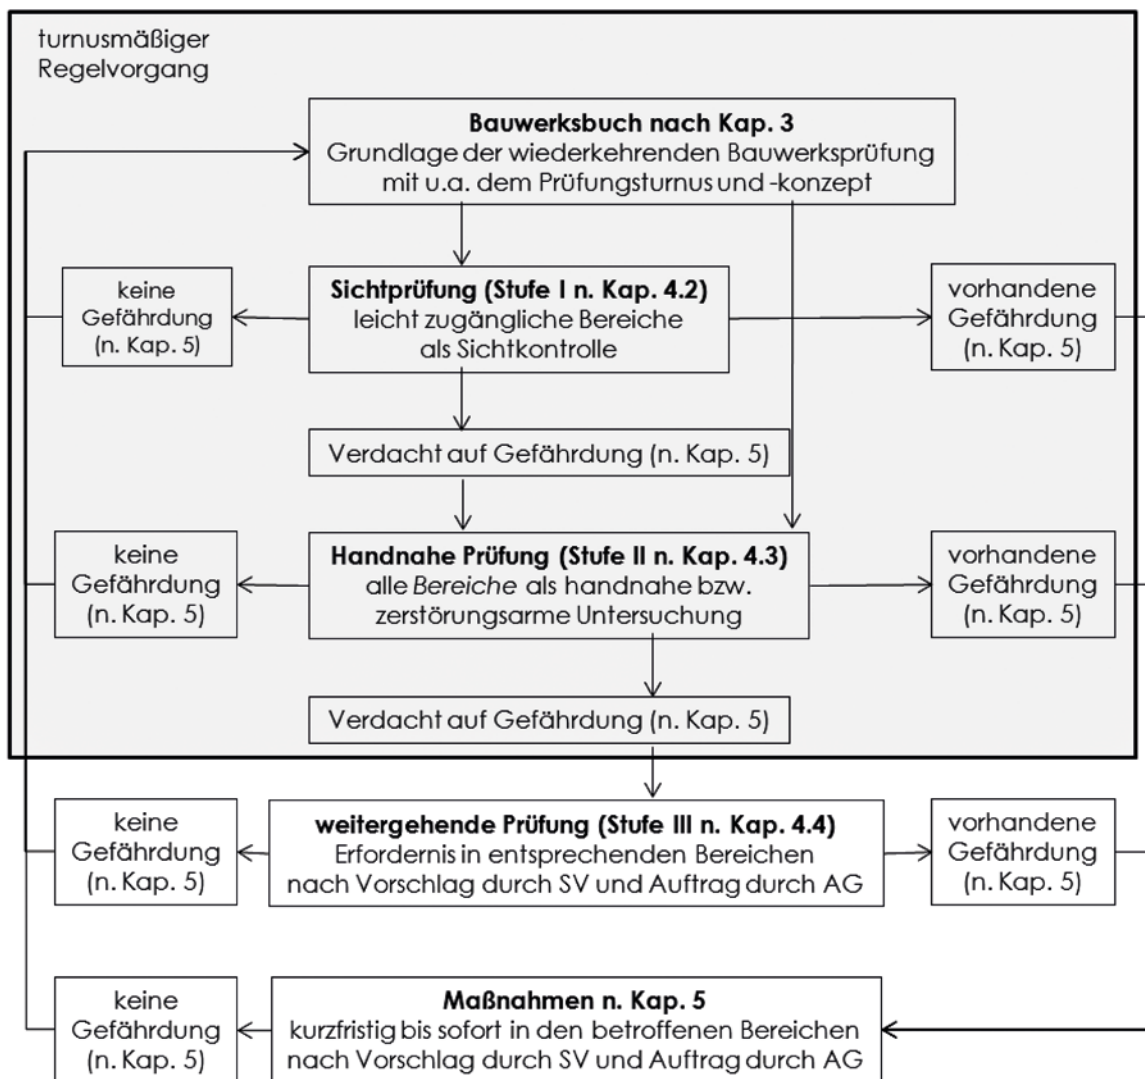 turnusmäßiger
Regelvorgang
Bauwerksbuch nach Kap. 3
Grundlage der wiederkehrenden Bauwerksprüfung
mit u.a. dem Prüfungsturnus und -konzept
keine
Gefährdung
(n. Kap. 5)
Sichtprüfung (Stufe I n. Kap. 4.2)
leicht zugängliche Bereiche
als Sichtkontrolle
vorhandene
Gefährdung
(n. Kap. 5)
Verdacht auf Gefährdung (n. Kap. 5)
keine
Gefährdung
(n. Kap. 5)
Handnahe Prüfung (Stufe II n. Kap. 4.3)
alle Bereiche als handnahe bzw.
zerstörungsarme Untersuchung
vorhandene
Gefährdung
(n. Kap. 5)
Verdacht auf Gefährdung (n. Kap. 5)
keine
Gefährdung
(n. Kap. 5)
weitergehende Prüfung (Stufe III n. Kap. 4.4)
Erfordernis in entsprechenden Bereichen
nach Vorschlag durch SV und Auftrag durch AG
vorhandene
Gefährdung
(n. Kap. 5)
keine
Gefährdung
(n. Kap. 5)
Maßnahmen n. Kap. 5
kurzfristig bis sofort in den betroffenen Bereichen
nach Vorschlag durch SV und Auftrag durch AG